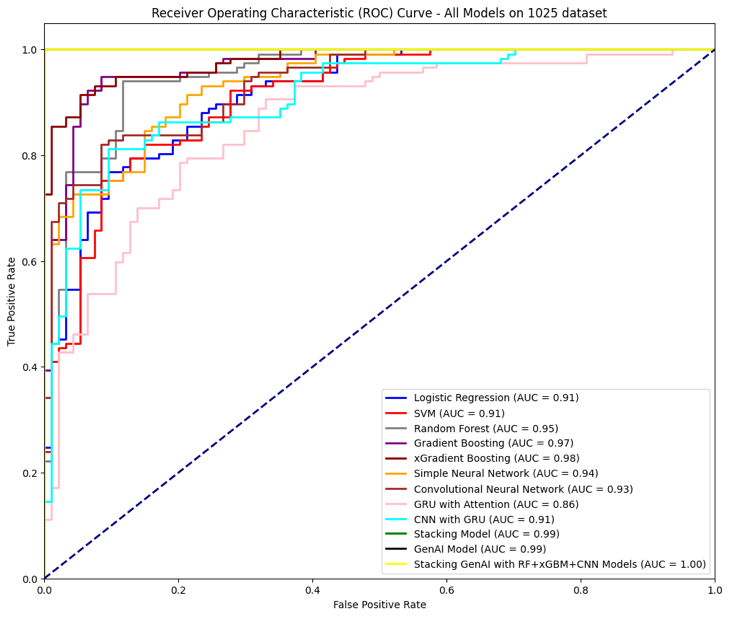 Receiver Operating Characteristic (ROC) Curve - All Models on 1025 dataset
1.0
0.8
0.6
0.4
0.2
0.0
True Positive Rate
Logistic Regression (AUC = 0.91)
SVM (AUC = 0.91)
Random Forest (AUC = 0.95)
Gradient Boosting (AUC = 0.97)
xGradient Boosting (AUC = 0.98)
Simple Neural Network (AUC = 0.94)
Convolutional Neural Network (AUC = 0.93)
GRU with Attention (AUC = 0.86)
CNN with GRU (AUC = 0.91)
Stacking Model (AUC = 0.99)
GenAI Model (AUC = 0.99)
Stacking GenAI with RF+xGBM+CNN Models (AUC = 1.00)
0.0 0.2 0.4 0.6 0.8 1.0
False Positive Rate